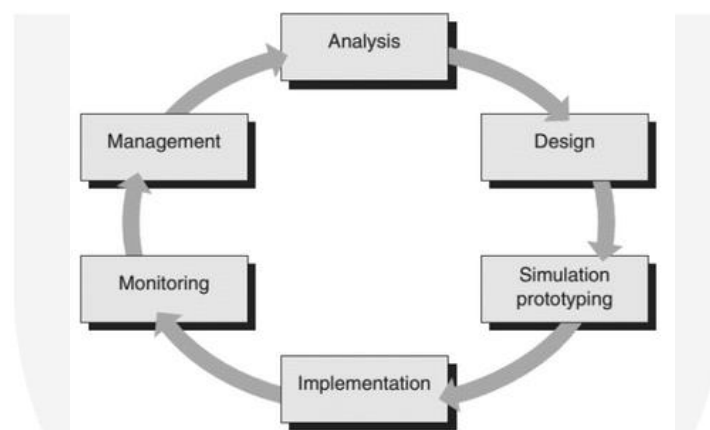 Analysis
Design
Simulation
prototyping
Implementation
Monitoring
Management